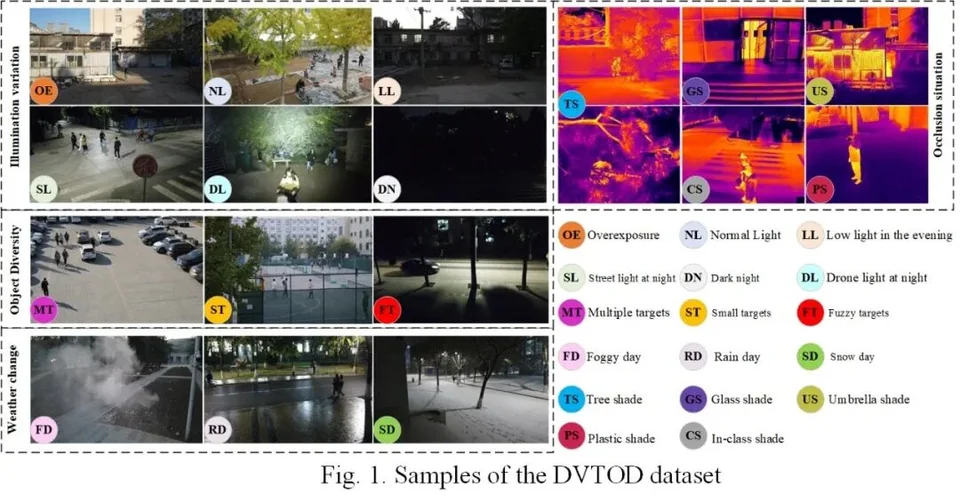 Illumination variation
OE
NL
LL
SL
DL
DN
Object Diversity
MT
ST
FT
Weather change
FD
RD
SD
Occlusion situation
TS
GS
US
CS
PS
OE Overexposure
NL Normal Light
LL Low light in the evening
SL Street light at night
DN Dark night
DL Drone light at night
MT Multiple targets
ST Small targets
FT Fuzzy targets
FD Foggy day
RD Rain day
SD Snow day
TS Tree shade
GS Glass shade
US Umbrella shade
PS Plastic shade
CS In-class shade
Fig. 1. Samples of the DVTOD dataset